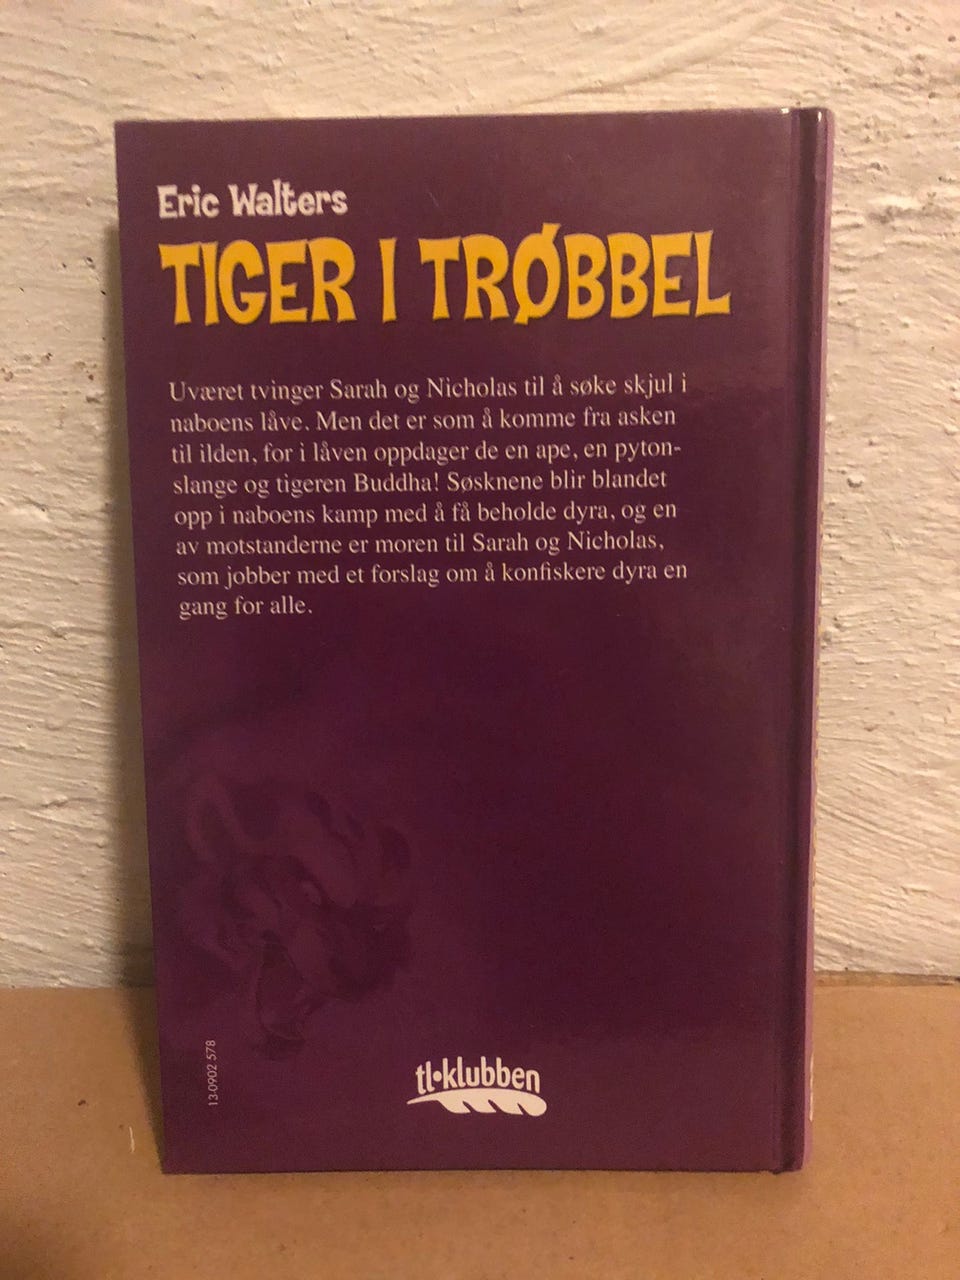 Eric Walters
TIGER I TRØBBEL
Uværet tvinger Sarah og Nicholas til å søke skjul i
naboens låve. Men det er som å komme fra asken
til ilden, for i låven oppdager de en ape, en pyton-
slange og tigeren Buddha! Søsknene blir blandet
opp i naboens kamp med å få beholde dyra, og en
av motstanderne er moren til Sarah og Nicholas,
som jobber med et forslag om å konfiskere dyra en
gang for alle.
13.0902 578
tl•klubben